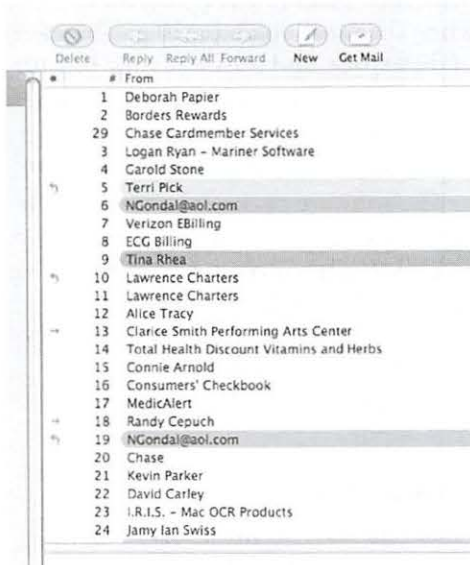 Delete Reply Reply All Forward New Get Mail
# From
1 Deborah Papier
2 Borders Rewards
29 Chase Cardmember Services
3 Logan Ryan – Mariner Software
4 Carold Stone
5 Terri Pick
6 NGondal@aol.com
7 Verizon EBilling
8 ECG Billing
9 Tina Rhea
10 Lawrence Charters
11 Lawrence Charters
12 Alice Tracy
13 Clarice Smith Performing Arts Center
14 Total Health Discount Vitamins and Herbs
15 Connie Arnold
16 Consumers' Checkbook
17 MedicAlert
18 Randy Cepuch
19 NGondal@aol.com
20 Chase
21 Kevin Parker
22 David Carley
23 I.R.I.S. – Mac OCR Products
24 Jamy Ian Swiss